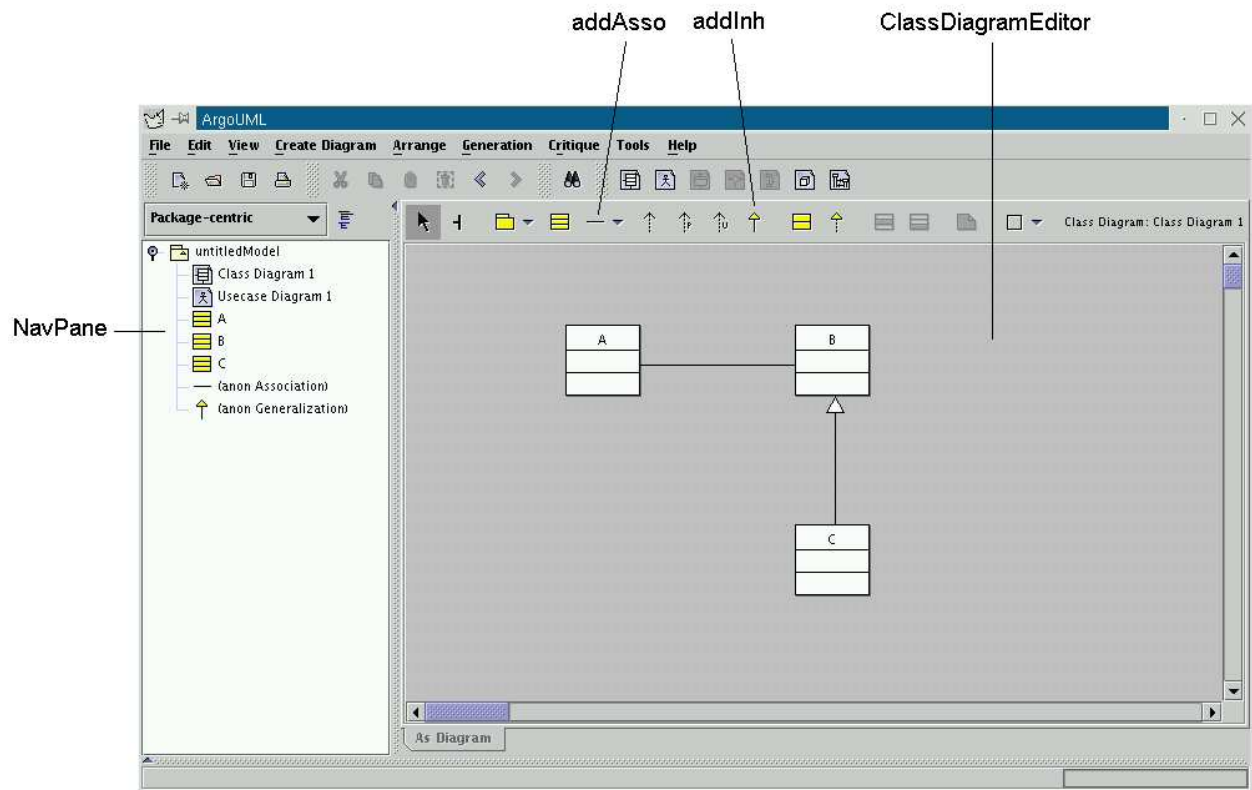 addAsso addInh ClassDiagramEditor
ArgoUML
File Edit View Create Diagram Arrange Generation Critique Tools Help
Package-centric
Class Diagram: Class Diagram 1
untitledModel
Class Diagram 1
Usecase Diagram 1
A
B
C
(anon Association)
(anon Generalization)
NavPane
A B
C
As Diagram